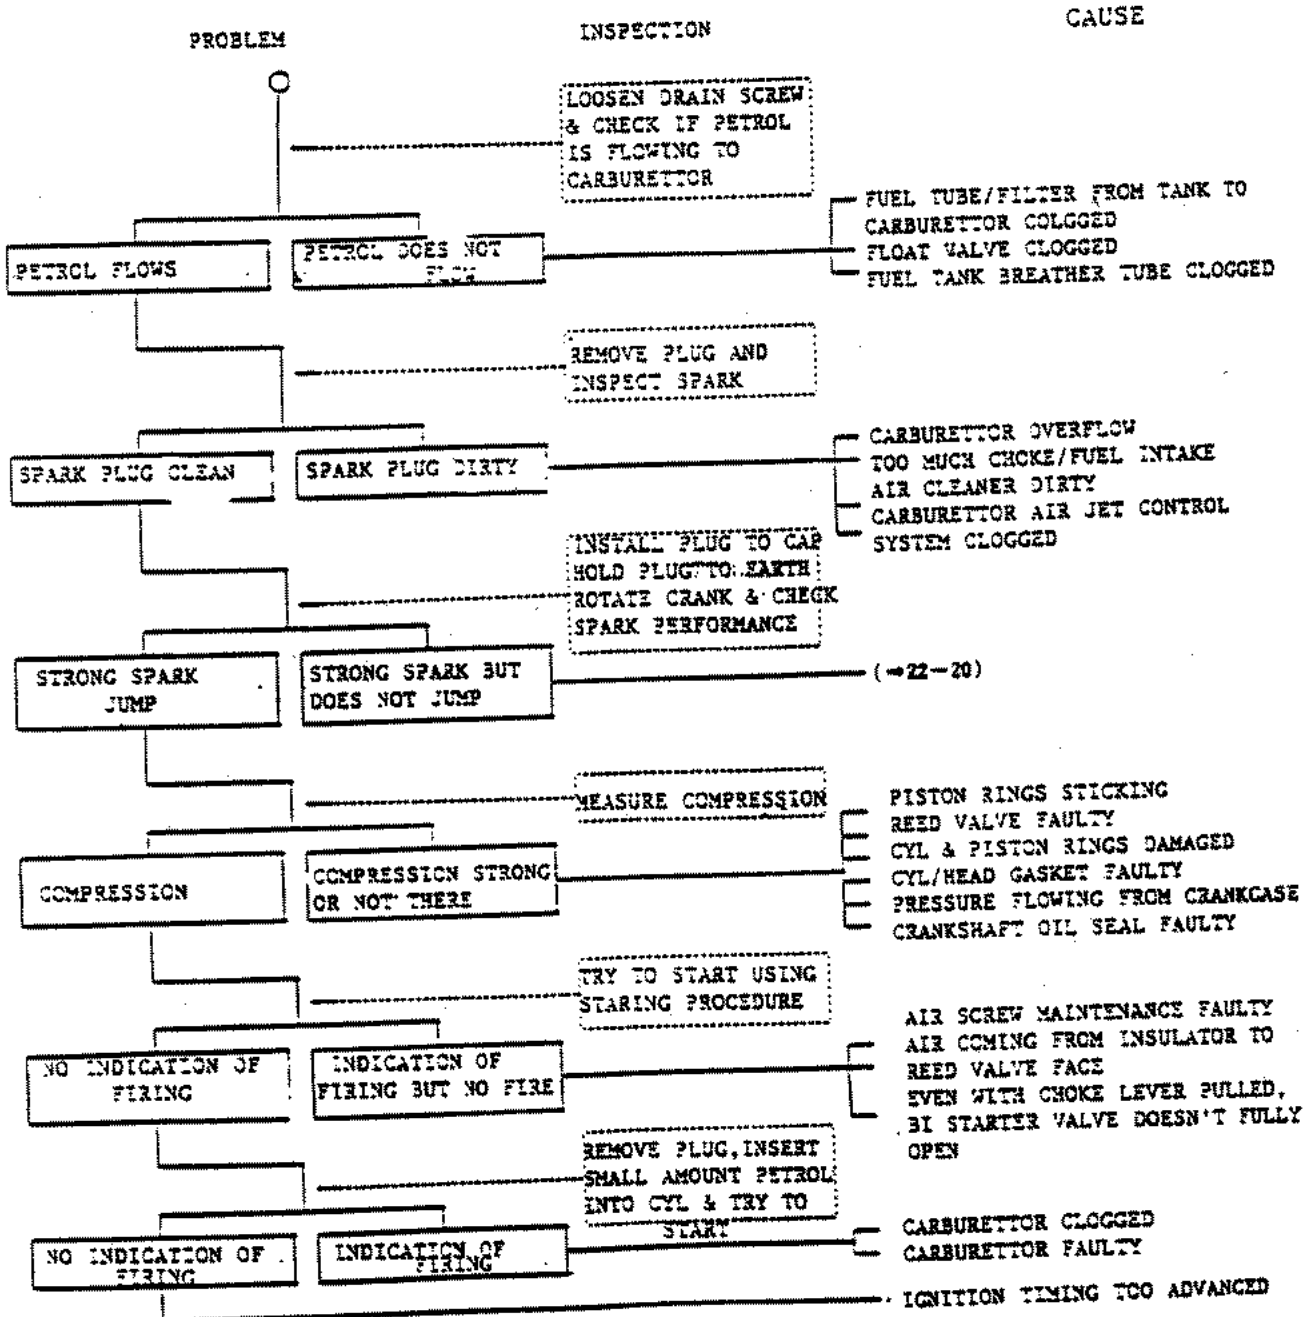 PROBLEM
INSPECTION
CAUSE
LOOSEN DRAIN SCREW
& CHECK IF PETROL
IS FLOWING TO
CARBURETTOR
PETROL FLOWS
PETROL DOES NOT
FLOW
FUEL TUBE/FILTER FROM TANK TO
CARBURETTOR COLGGED
FLOAT VALVE CLOGGED
FUEL TANK BREATHER TUBE CLOGGED
REMOVE PLUG AND
INSPECT SPARK
SPARK PLUG CLEAN
SPARK PLUG DIRTY
CARBURETTOR OVERFLOW
TOO MUCH CHOKE/FUEL INTAKE
AIR CLEANER DIRTY
CARBURETTOR AIR JET CONTROL
SYSTEM CLOGGED
INSTALL PLUG TO CAP
HOLD PLUG TO EARTH
ROTATE CRANK & CHECK
SPARK PERFORMANCE
STRONG SPARK
JUMP
STRONG SPARK BUT
DOES NOT JUMP
(→22-20)
MEASURE COMPRESSION
COMPRESSION
COMPRESSION STRONG
OR NOT THERE
PISTON RINGS STICKING
REED VALVE FAULTY
CYL & PISTON RINGS DAMAGED
CYL/HEAD GASKET FAULTY
PRESSURE FLOWING FROM CRANKCASE
CRANKSHAFT OIL SEAL FAULTY
TRY TO START USING
STARING PROCEDURE
NO INDICATION OF
FIRING
INDICATION OF
FIRING BUT NO FIRE
AIR SCREW MAINTENANCE FAULTY
AIR COMING FROM INSULATOR TO
REED VALVE FACE
EVEN WITH CHOKE LEVER PULLED,
BI STARTER VALVE DOESN'T FULLY
OPEN
REMOVE PLUG, INSERT
SMALL AMOUNT PETROL
INTO CYL & TRY TO
START
NO INDICATION OF
FIRING
INDICATION OF
FIRING
CARBURETTOR CLOGGED
CARBURETTOR FAULTY
IGNITION TIMING TOO ADVANCED